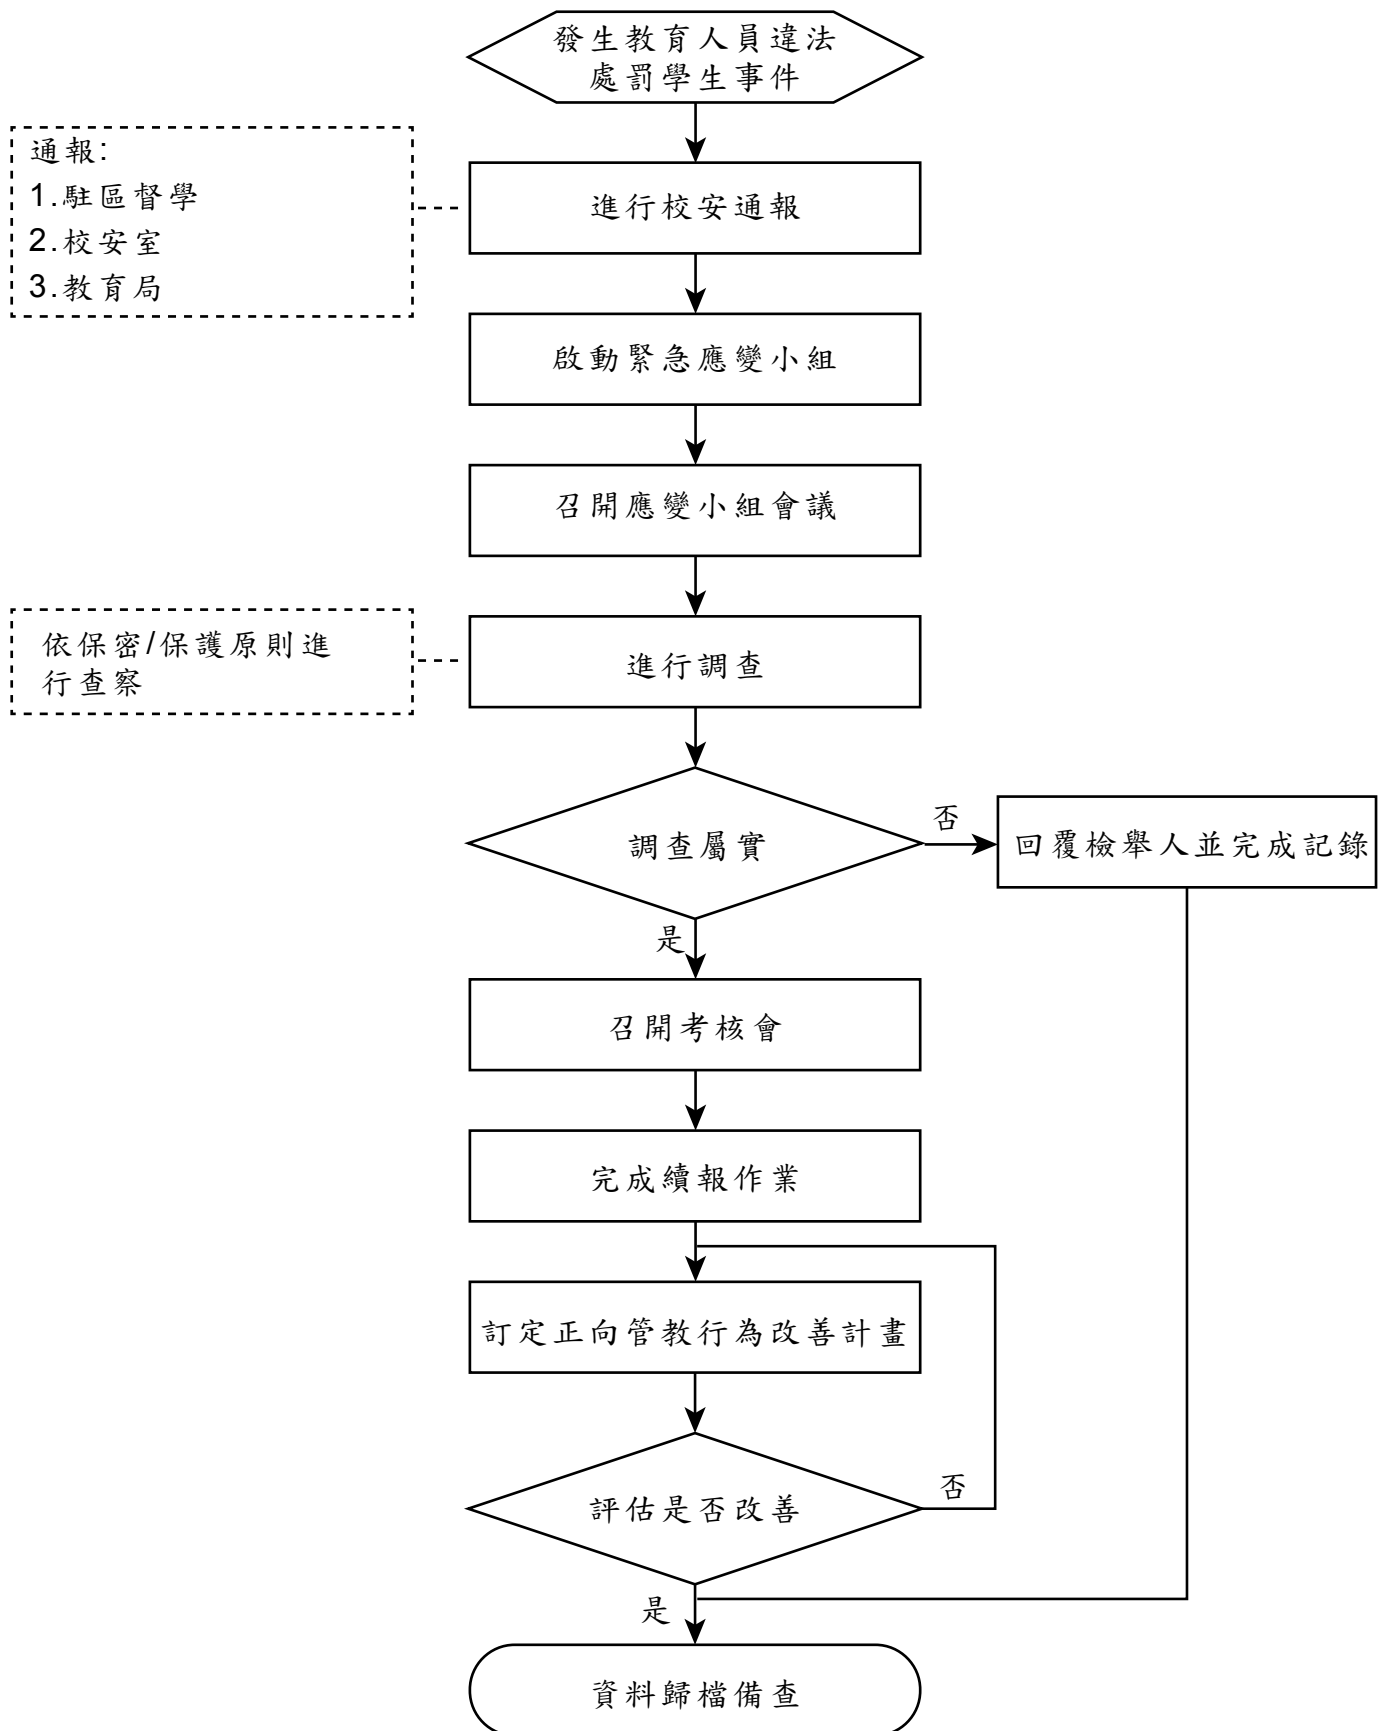 發生教育人員違法
處罰學生事件
通報:
1.駐區督學
2.校安室
3.教育局
進行校安通報
啟動緊急應變小組
召開應變小組會議
依保密/保護原則進
行查察
進行調查
調查屬實
否
回覆檢舉人並完成記錄
是
召開考核會
完成續報作業
訂定正向管教行為改善計畫
評估是否改善
否
是
資料歸檔備查